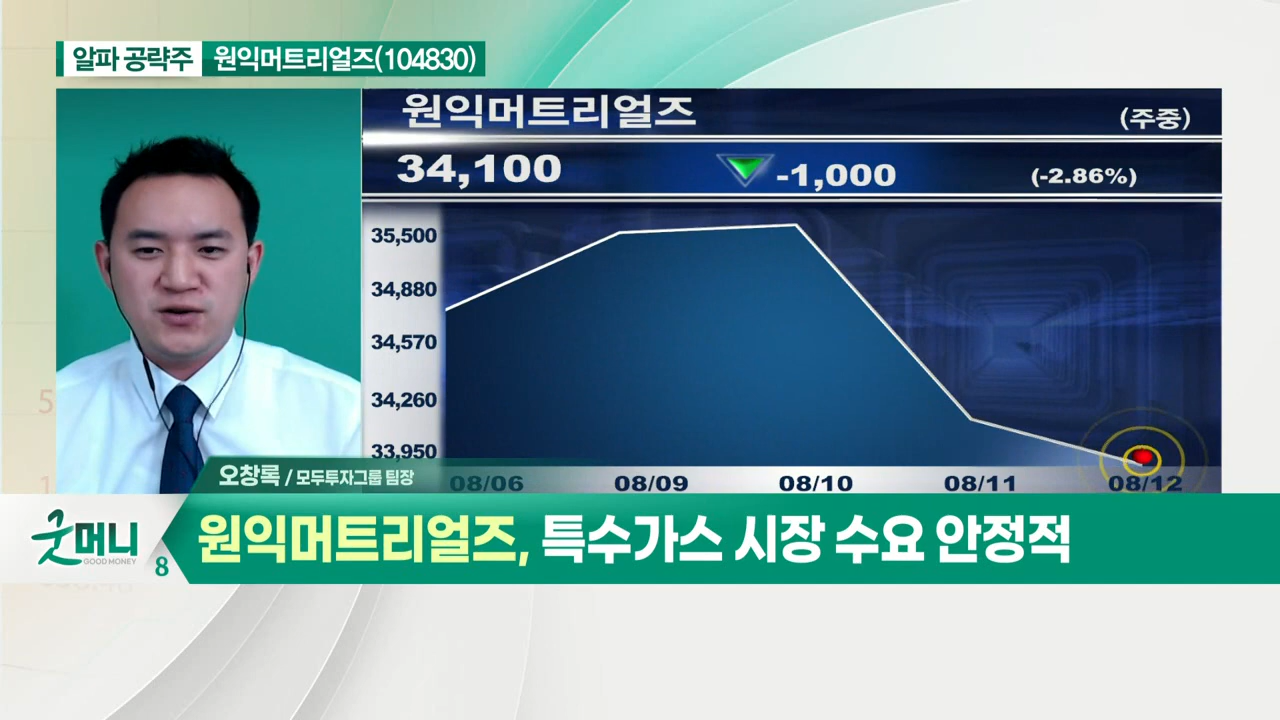 알파 공략주 원익머트리얼즈(104830)
원익머트리얼즈 (주중)
34,100 -1,000 (-2.86%)
35,500
34,880
34,570
34,260
33,950
08/06 08/09 08/10 08/11 08/12
오창록 / 모두투자그룹 팀장
굿머니
GOOD MONEY
8
원익머트리얼즈, 특수가스 시장 수요 안정적